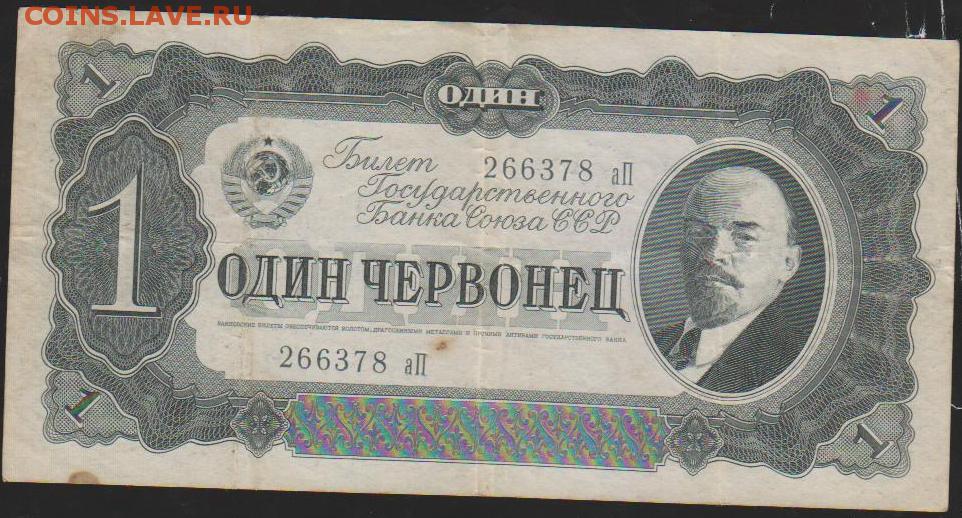 COINS.LAVE.RU
1
ОДИН
1
Билет 266378 аП
Государственного
Банка Союза ССР
1
ОДИН
ОДИН ЧЕРВОНЕЦ
БАНКОВСКИЕ БИЛЕТЫ ОБЕСПЕЧИВАЮТСЯ ЗОЛОТОМ, ДРАГОЦЕННЫМИ МЕТАЛЛАМИ И ПРОЧИМИ АКТИВАМИ ГОСУДАРСТВЕННОГО БАНКА
266378 аП
1
1